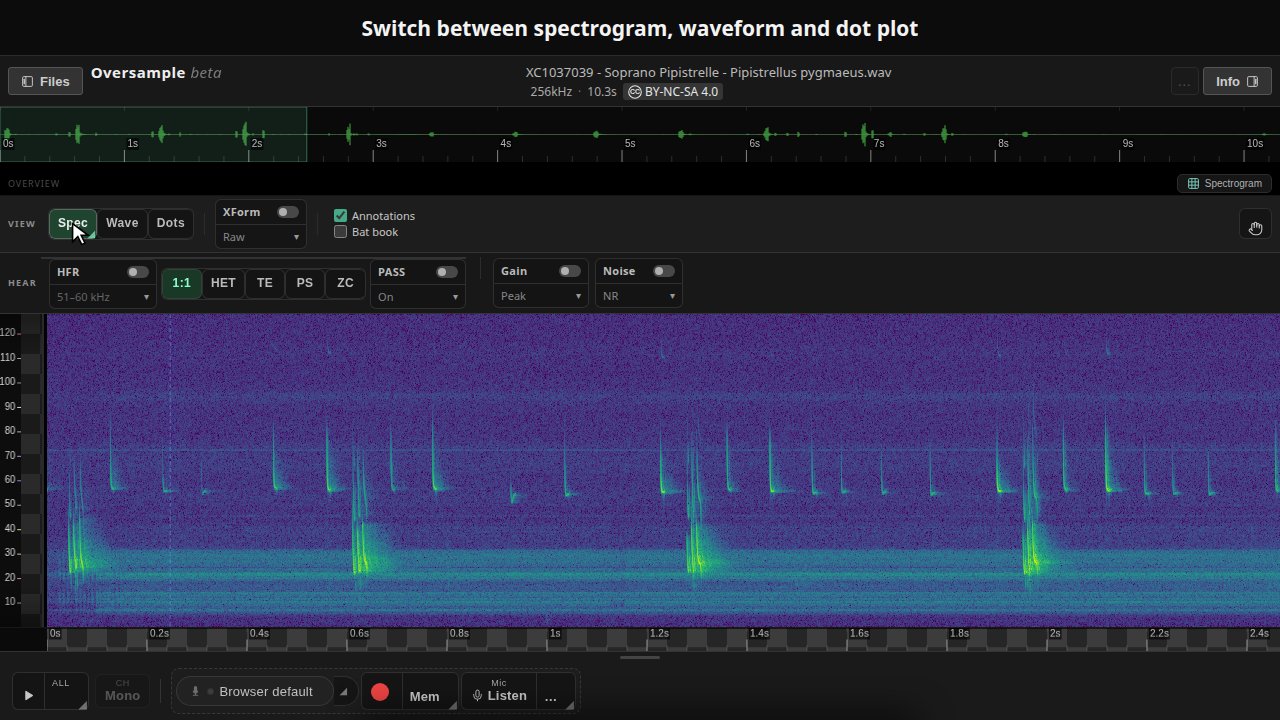 Switch between spectrogram, waveform and dot plot
Files
Oversample beta
XC1037039 - Soprano Pipistrelle - Pipistrellus pygmaeus.wav
256kHz · 10.3s BY-NC-SA 4.0
...
Info
0s 1s 2s 3s 4s 5s 6s 7s 8s 9s 10s
OVERVIEW
Spectrogram
VIEW
Spec
Wave
Dots
XForm
Raw
Annotations
Bat book
HEAR
HFR
51–60 kHz
1:1
HET
TE
PS
ZC
PASS
On
Gain
Peak
Noise
NR
120
110
100
90
80
70
60
50
40
30
20
10
0s 0.2s 0.4s 0.6s 0.8s 1s 1.2s 1.4s 1.6s 1.8s 2s 2.2s 2.4s
ALL
CH
Mono
Browser default
Mem
Mic
Listen
...